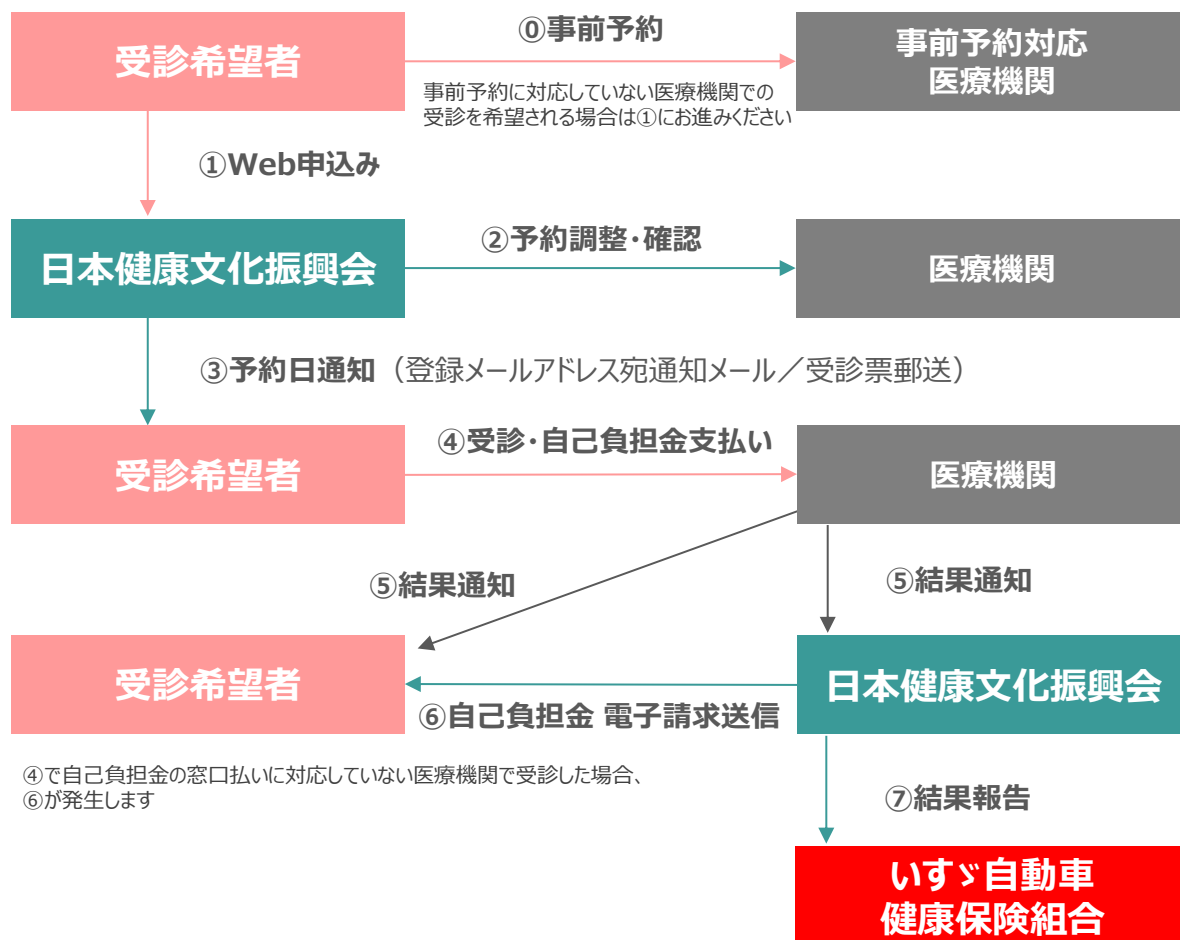 受診希望者
⓪事前予約
事前予約に対応していない医療機関での
受診を希望される場合は①にお進みください
事前予約対応
医療機関
①Web申込み
日本健康文化振興会
②予約調整・確認
医療機関
③予約日通知（登録メールアドレス宛通知メール／受診票郵送）
受診希望者
④受診・自己負担金支払い
医療機関
⑤結果通知
⑤結果通知
受診希望者
日本健康文化振興会
⑥自己負担金 電子請求送信
④で自己負担金の窓口払いに対応していない医療機関で受診した場合、
⑥が発生します
⑦結果報告
いすゞ自動車
健康保険組合